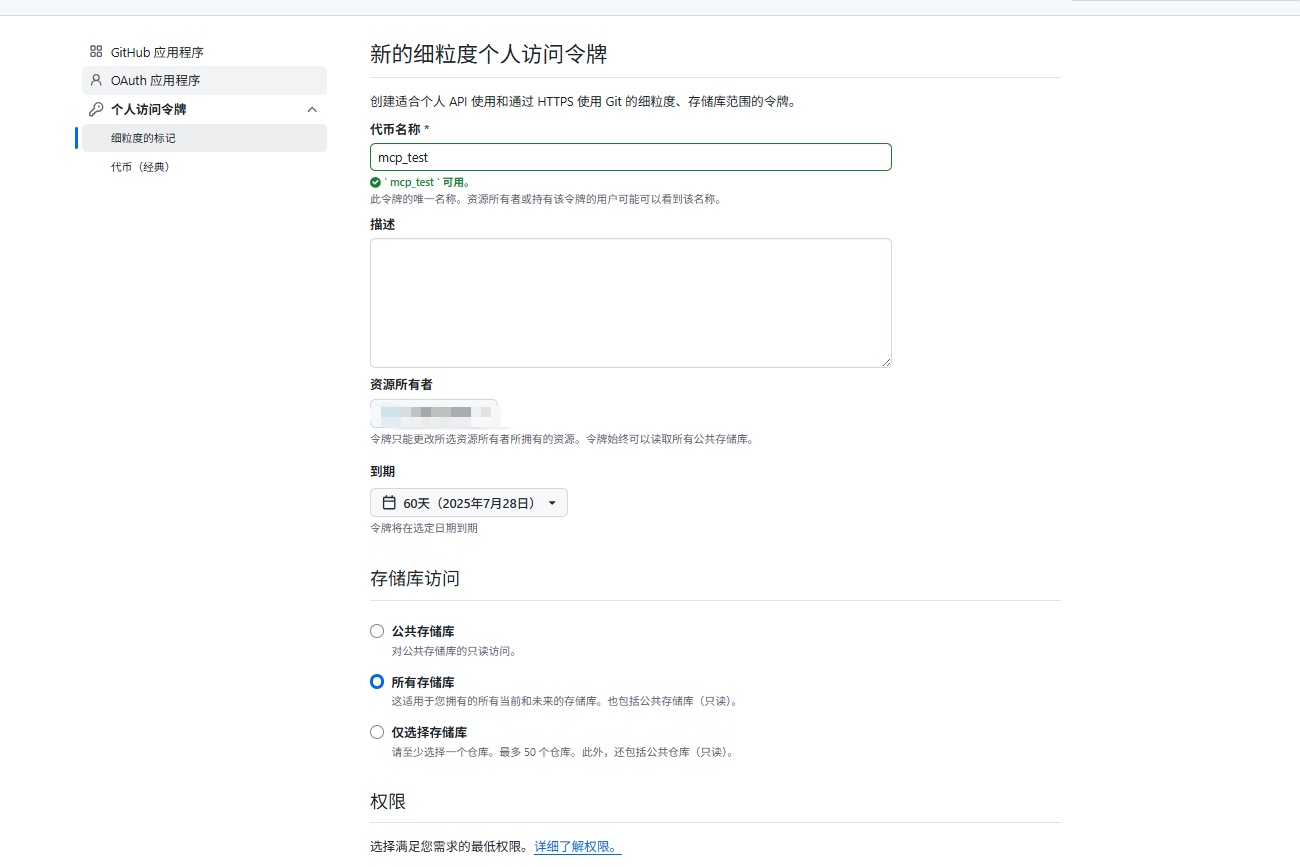 GitHub 应用程序
OAuth 应用程序
个人访问令牌
细粒度的标记
代币（经典）
新的细粒度个人访问令牌
创建适合个人 API 使用和通过 HTTPS 使用 Git 的细粒度、存储库范围的令牌。
代币名称 *
mcp_test
‘ mcp_test ’ 可用。
此令牌的唯一名称。资源所有者或持有该令牌的用户可能可以看到该名称。
描述
资源所有者
令牌只能更改所选资源所有者所拥有的资源。令牌始终可以读取所有公共存储库。
到期
60天（2025年7月28日）
令牌将在选定日期到期
存储库访问
公共存储库
对公共存储库的只读访问。
所有存储库
这适用于您拥有的所有当前和未来的存储库。也包括公共存储库（只读）。
仅选择存储库
请至少选择一个仓库。最多 50 个仓库。此外，还包括公共仓库（只读）。
权限
选择满足您需求的最低权限。详细了解权限。